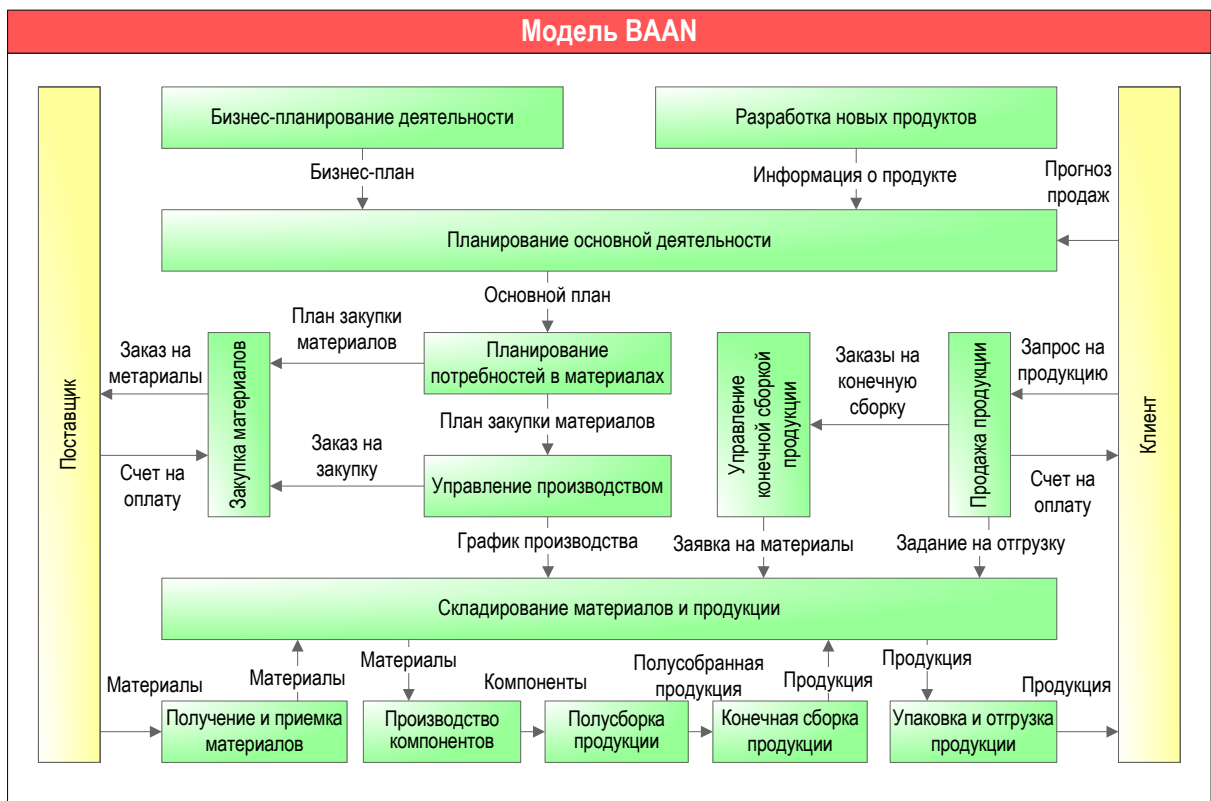 Модель BAAN
Бизнес-планирование деятельности
Разработка новых продуктов
Бизнес-план
Информация о продукте
Прогноз
продаж
Планирование основной деятельности
Основной план
План закупки
материалов
Заказ на
метариалы
Закупка материалов
Планирование
потребностей в материалах
Управление
конечной сборкой
продукции
Заказы на
конечную
сборку
Продажа продукции
Запрос на
продукцию
Поставщик
Клиент
План закупки материалов
Заказ на
закупку
Счет на
оплату
Управление производством
Счет на
оплату
График производства
Заявка на материалы
Задание на отгрузку
Складирование материалов и продукции
Материалы
Материалы
Материалы
Компоненты
Полусобранная
продукция
Продукция
Продукция
Продукция
Получение и приемка
материалов
Производство
компонентов
Полусборка
продукции
Конечная сборка
продукции
Упаковка и отгрузка
продукции